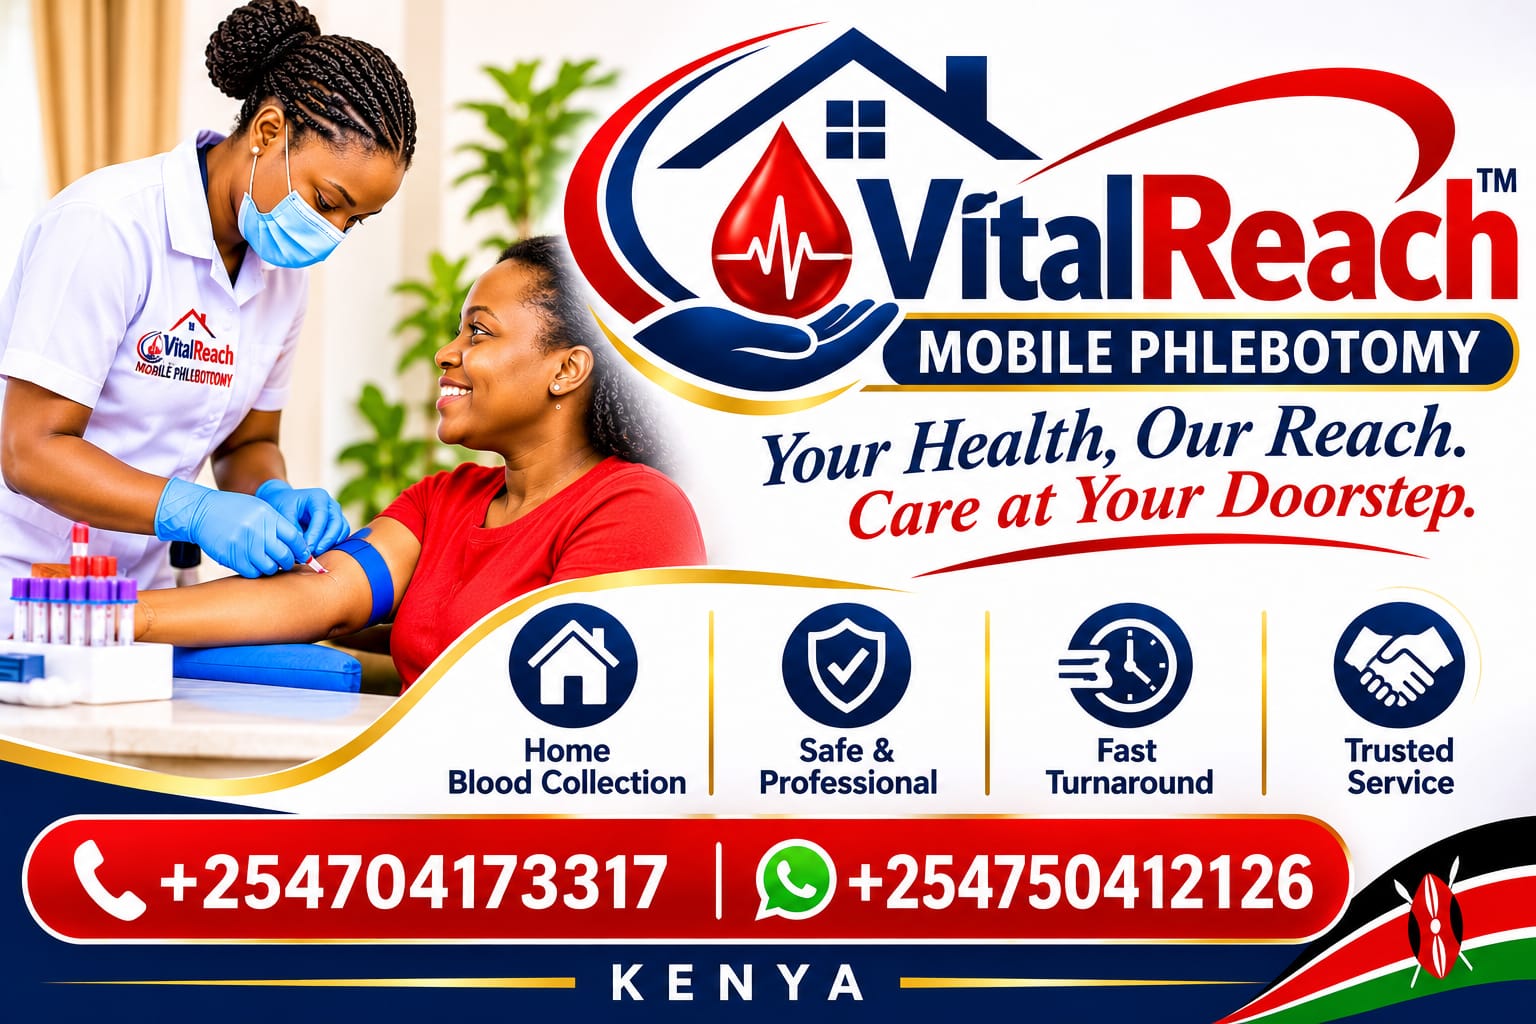 VitalReach™
MOBILE PHLEBOTOMY
Your Health, Our Reach.
Care at Your Doorstep.
VitalReach
MOBILE PHLEBOTOMY
Home
Blood Collection
Safe &
Professional
Fast
Turnaround
Trusted
Service
+254704173317
+254750412126
KENYA